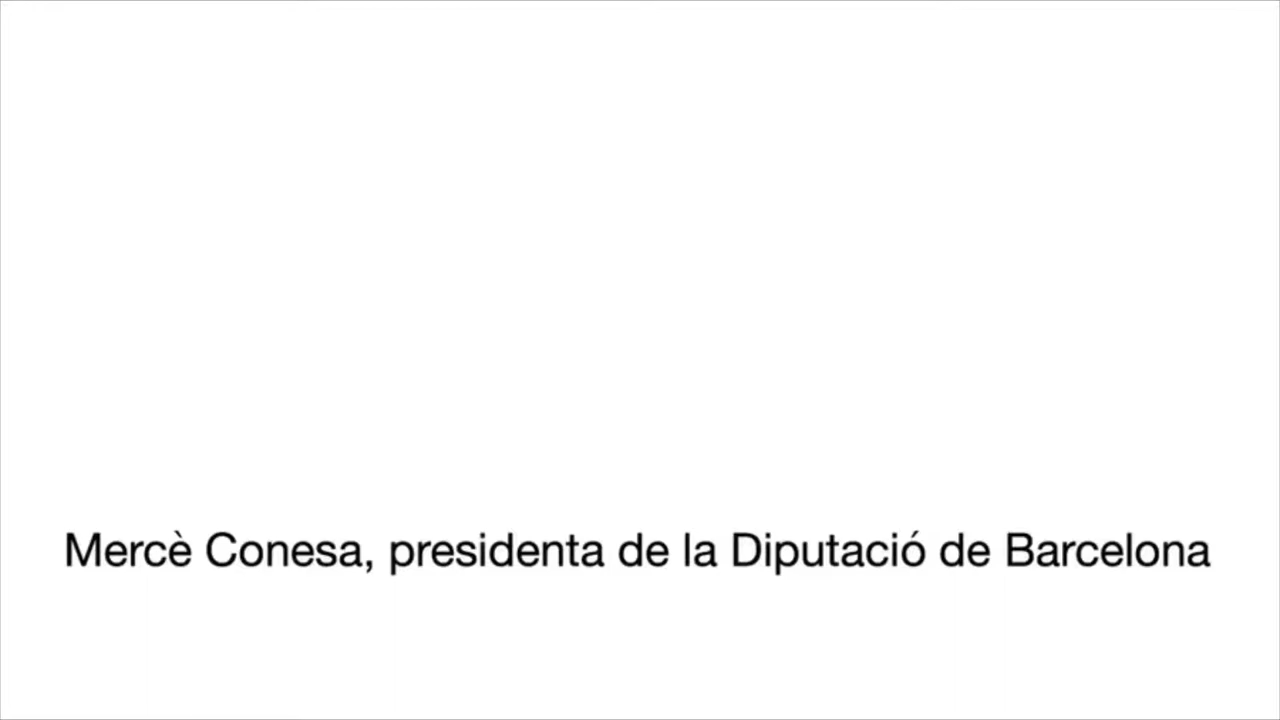 Mercè Conesa, presidenta de la Diputació de Barcelona